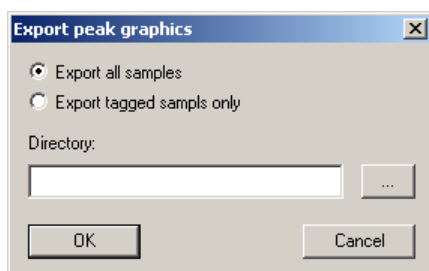 Export peak graphics
Export all samples
Export tagged sampls only
Directory:
...
OK Cancel